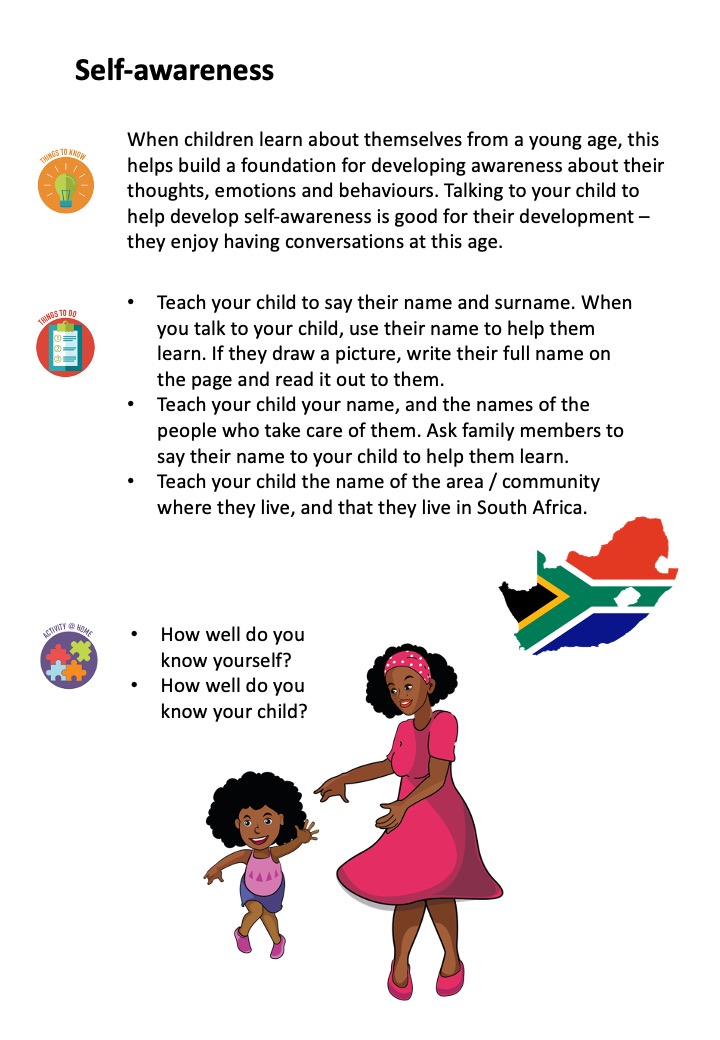 Self-awareness
THINGS TO KNOW
When children learn about themselves from a young age, this
helps build a foundation for developing awareness about their
thoughts, emotions and behaviours. Talking to your child to
help develop self-awareness is good for their development –
they enjoy having conversations at this age.
THINGS TO DO
1
2
3
• Teach your child to say their name and surname. When
you talk to your child, use their name to help them
learn. If they draw a picture, write their full name on
the page and read it out to them.
• Teach your child your name, and the names of the
people who take care of them. Ask family members to
say their name to your child to help them learn.
• Teach your child the name of the area / community
where they live, and that they live in South Africa.
ACTIVITY @ HOME
• How well do you
know yourself?
• How well do you
know your child?